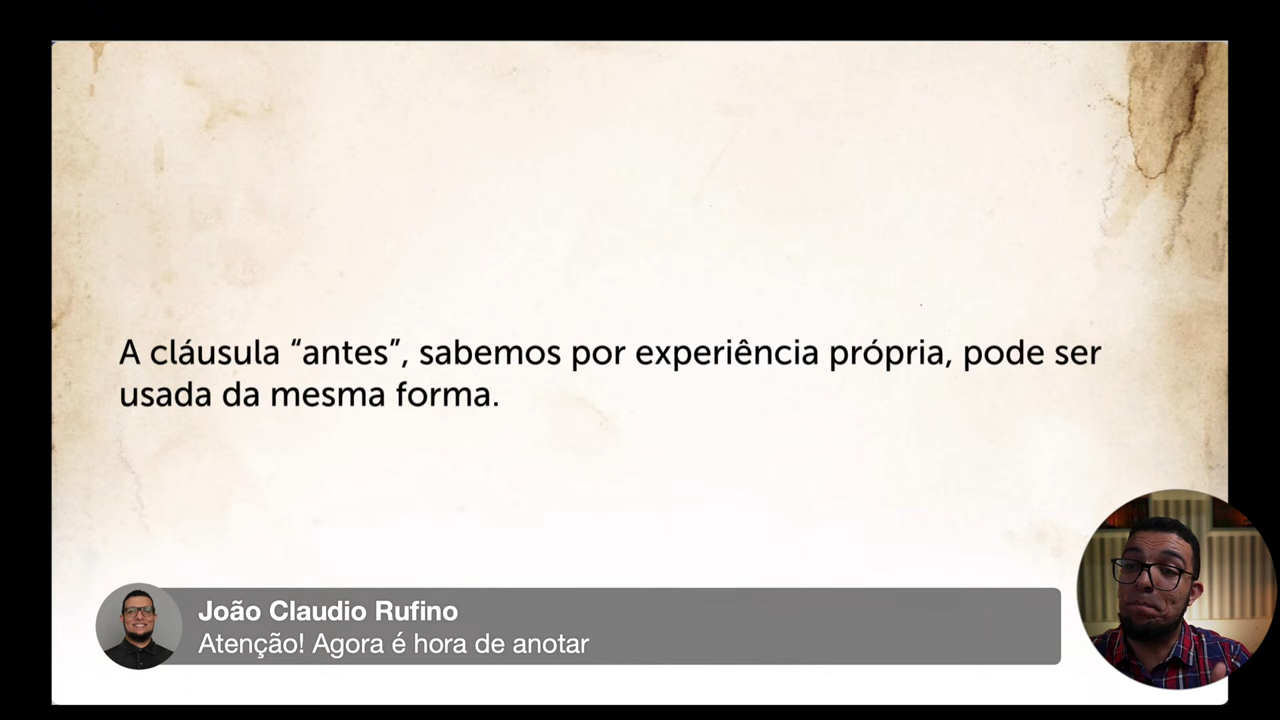 A cláusula “antes”, sabemos por experiência própria, pode ser
usada da mesma forma.
João Claudio Rufino
Atenção! Agora é hora de anotar